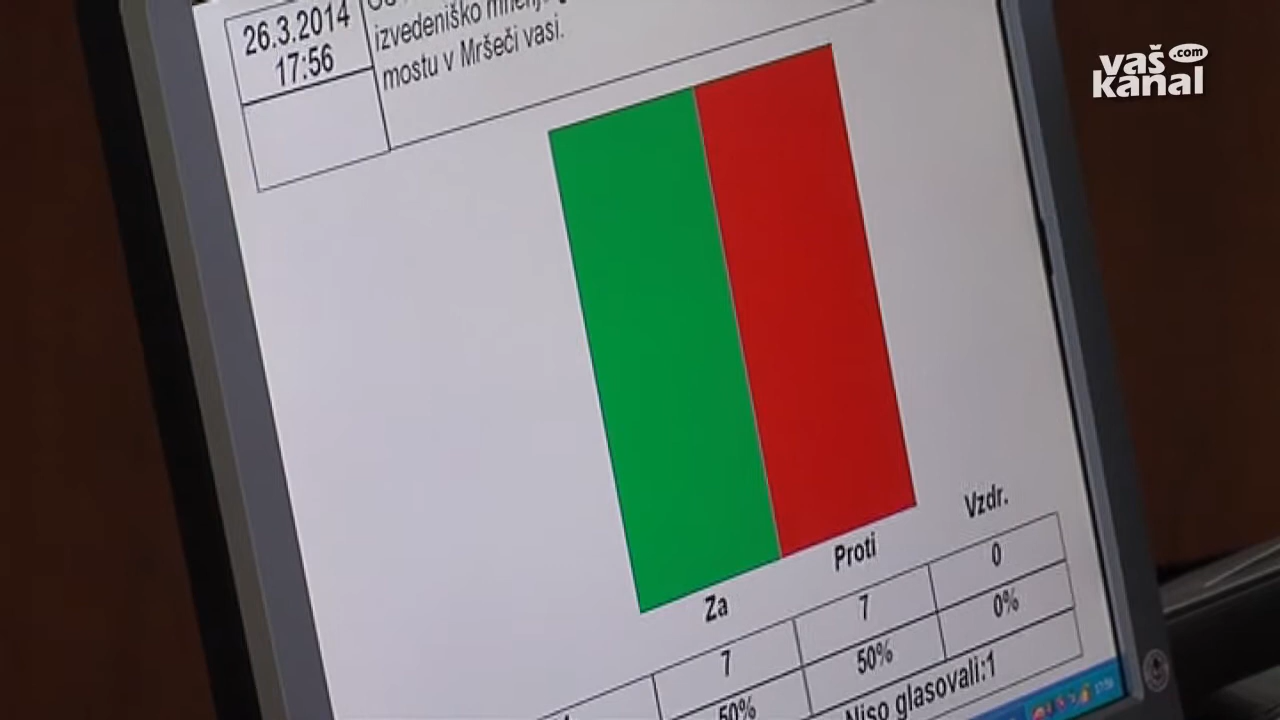 26.3.2014
17:56
izvedeniško
mostu v Mršeči vasi.
vaš
.com
kanal
Za
Proti
Vzdr.
7
7
0
50%
50%
0%
Niso glasovali:1